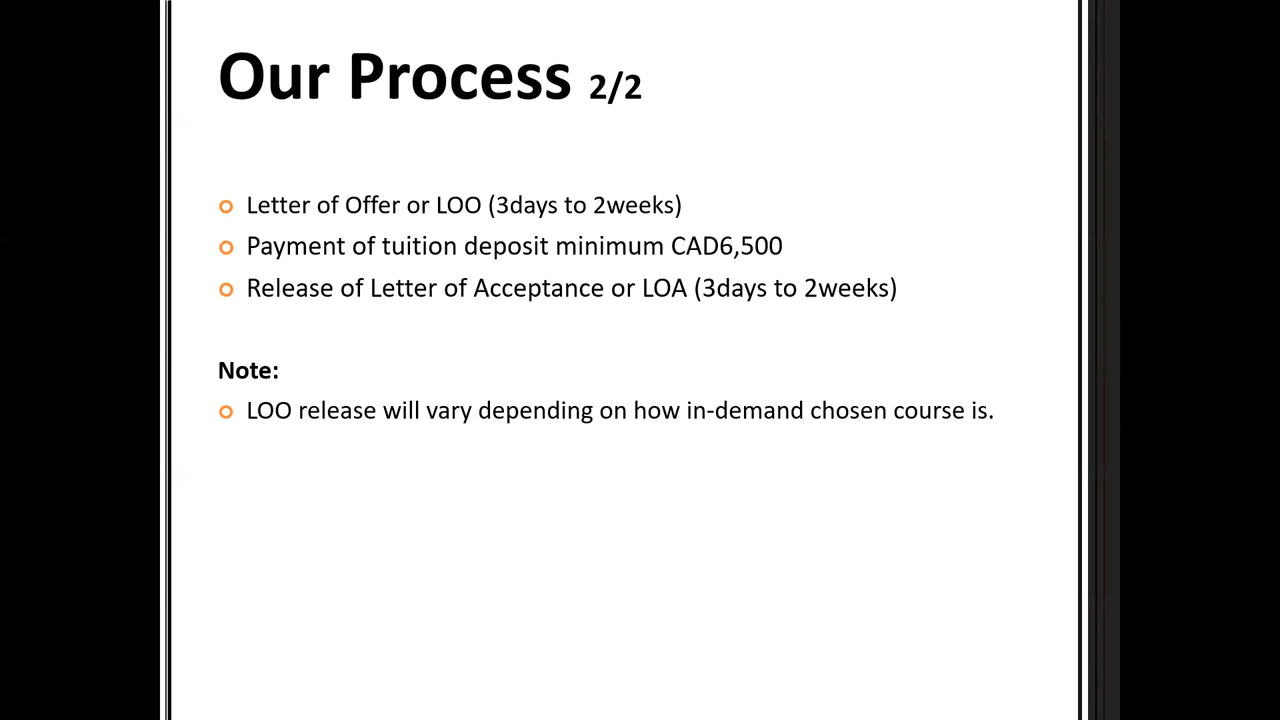 Our Process 2/2
Letter of Offer or LOO (3days to 2weeks)
Payment of tuition deposit minimum CAD6,500
Release of Letter of Acceptance or LOA (3days to 2weeks)
Note:
LOO release will vary depending on how in-demand chosen course is.